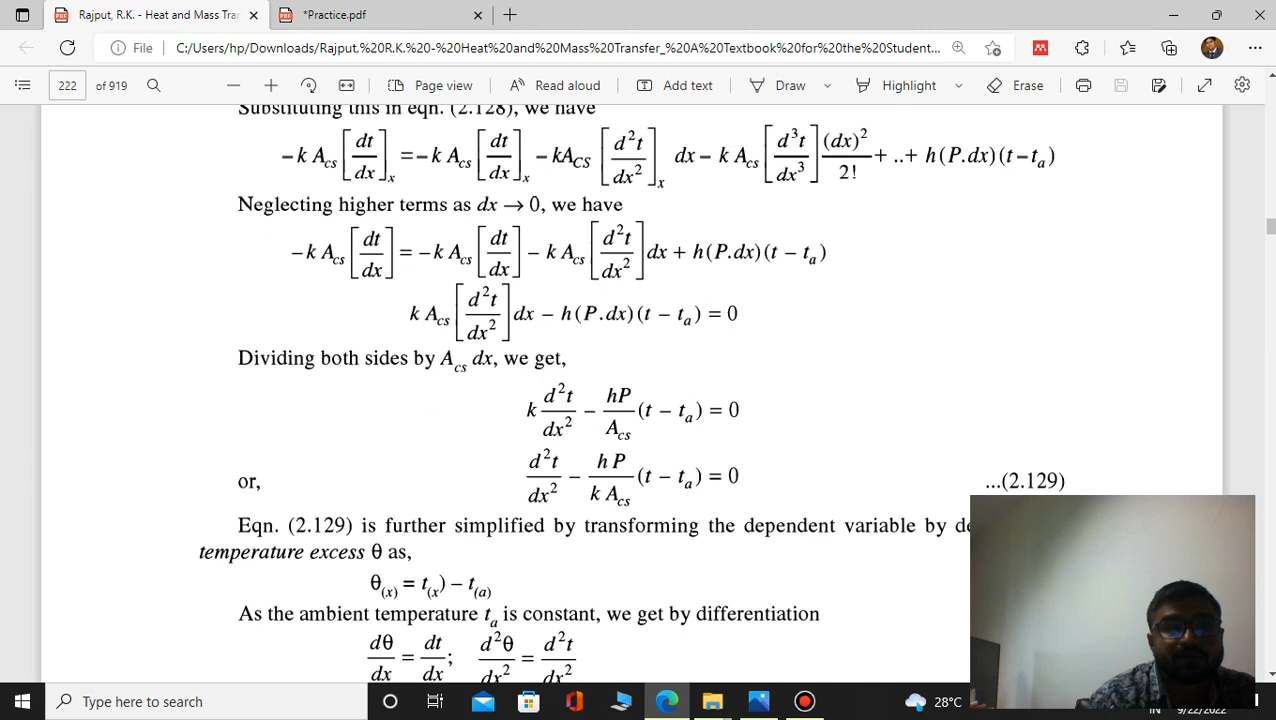 Rajput, R.K. - Heat and Mass Tra
*Practice.pdf
File C:/Users/hp/Downloads/Rajput,%20R.K.%20-%20Heat%20and%20Mass%20Transfer_%20A%20Textbook%20for%20the%20Student...
222 of 919 Page view Read aloud Add text Draw Highlight Erase
Substituting this in eqn. (2.128), we have
−k A_cs [dt/dx]_x = −k A_cs [dt/dx]_x − kA_CS [d²t/dx²]_x dx − k A_cs [d³t/dx³] (dx)²/2! + ..+ h(P.dx)(t−t_a)
Neglecting higher terms as dx → 0, we have
−k A_cs [dt/dx] = −k A_cs [dt/dx] − k A_cs [d²t/dx²] dx + h(P.dx)(t − t_a)
k A_cs [d²t/dx²] dx − h(P.dx)(t − t_a) = 0
Dividing both sides by A_cs dx, we get,
k d²t/dx² − hP/A_cs (t − t_a) = 0
or, d²t/dx² − h P/k A_cs (t − t_a) = 0 ...(2.129)
Eqn. (2.129) is further simplified by transforming the dependent variable by de
temperature excess θ as,
θ_(x) = t_(x) − t_(a)
As the ambient temperature t_a is constant, we get by differentiation
dθ/dx = dt/dx; d²θ/dx² = d²t/dx²
Type here to search
28°C
IN 9/22/2022